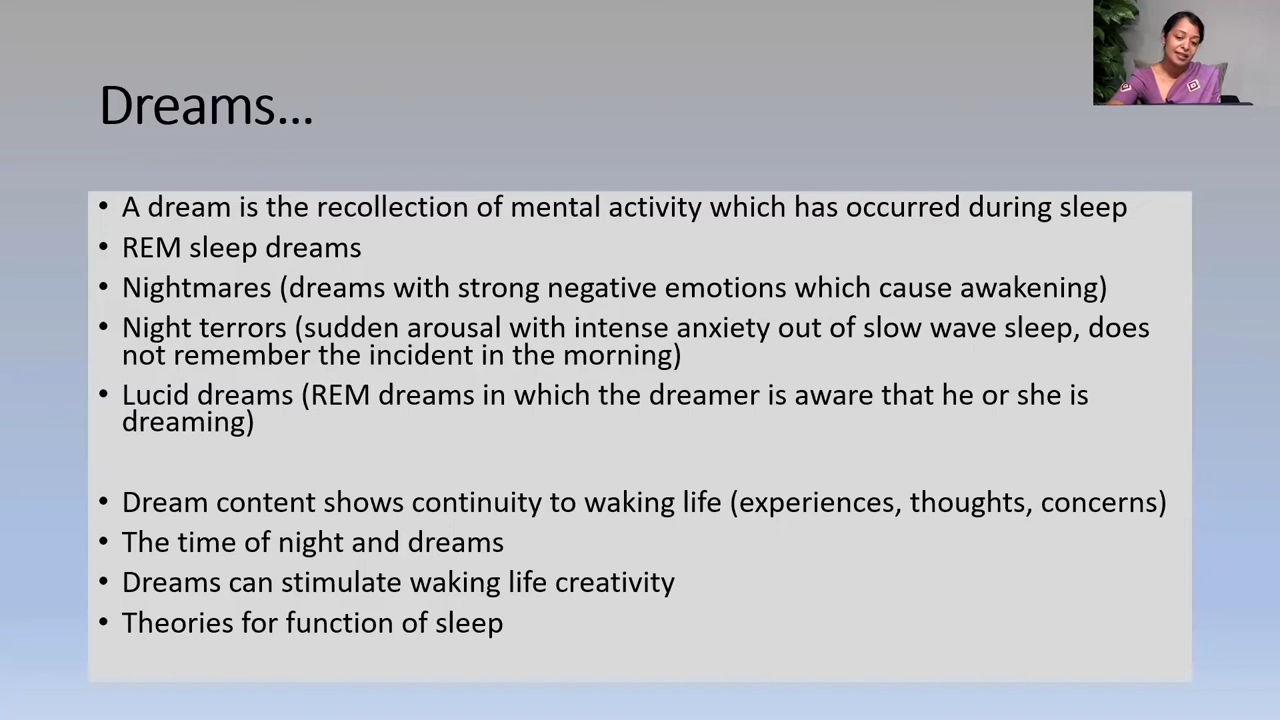 Dreams...
• A dream is the recollection of mental activity which has occurred during sleep
• REM sleep dreams
• Nightmares (dreams with strong negative emotions which cause awakening)
• Night terrors (sudden arousal with intense anxiety out of slow wave sleep, does
not remember the incident in the morning)
• Lucid dreams (REM dreams in which the dreamer is aware that he or she is
dreaming)
• Dream content shows continuity to waking life (experiences, thoughts, concerns)
• The time of night and dreams
• Dreams can stimulate waking life creativity
• Theories for function of sleep